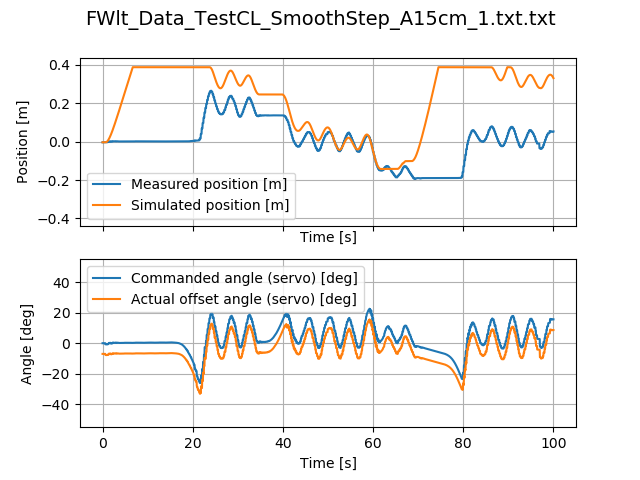 FWlt_Data_TestCL_SmoothStep_A15cm_1.txt.txt
0.4
0.2
0.0
−0.2
−0.4
Position [m]
Measured position [m]
Simulated position [m]
Time [s]
40
20
0
−20
−40
Angle [deg]
Commanded angle (servo) [deg]
Actual offset angle (servo) [deg]
0 20 40 60 80 100
Time [s]